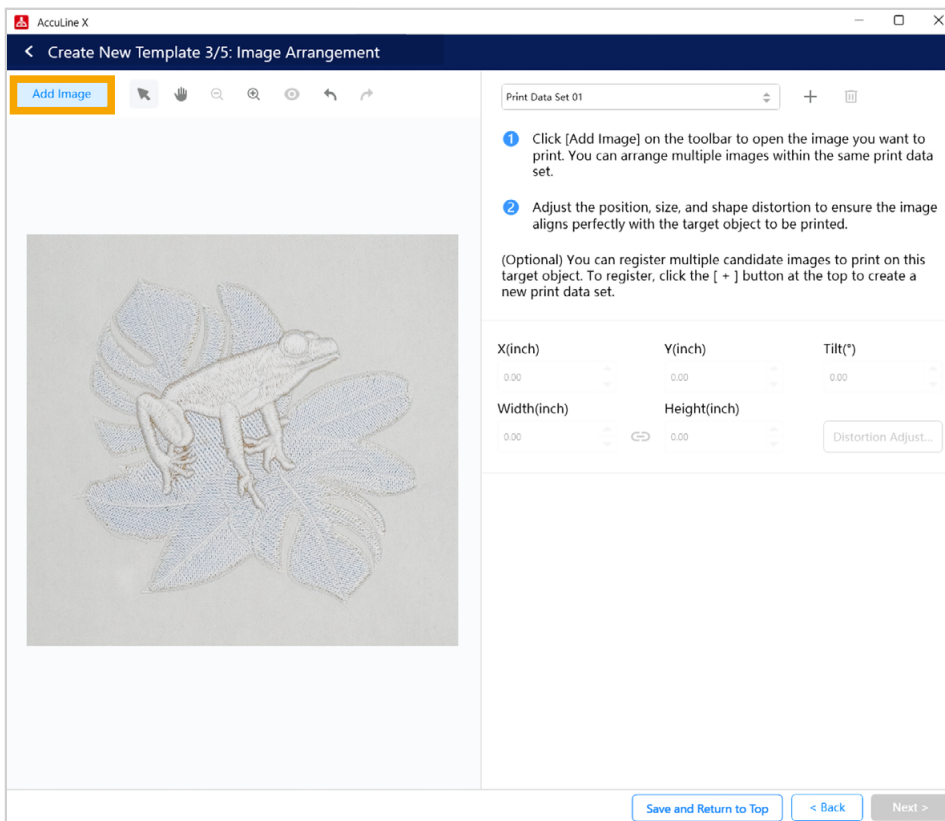 AccuLine X
Create New Template 3/5: Image Arrangement
Add Image
Print Data Set 01
1 Click [Add Image] on the toolbar to open the image you want to
print. You can arrange multiple images within the same print data
set.
2 Adjust the position, size, and shape distortion to ensure the image
aligns perfectly with the target object to be printed.
(Optional) You can register multiple candidate images to print on this
target object. To register, click the [ + ] button at the top to create a
new print data set.
X(inch) Y(inch) Tilt(°)
0.00 0.00 0.00
Width(inch) Height(inch)
0.00 0.00 Distortion Adjust...
Save and Return to Top < Back Next >